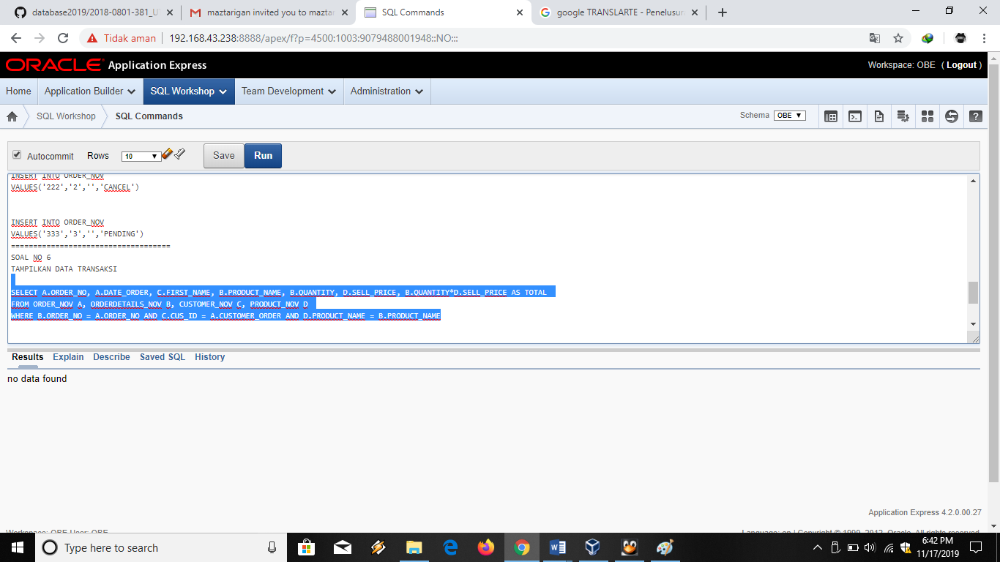 database2019/2018-0801-381_U
maztarigan invited you to maztar
SQL Commands
google TRANSLARTE - Penelusur
Tidak aman
192.168.43.238:8888/apex/f?p=4500:1003:9079488001948::NO:::
ORACLE Application Express
Workspace: OBE ( Logout )
Home
Application Builder
SQL Workshop
Team Development
Administration
SQL Workshop
SQL Commands
Schema
OBE
Autocommit
Rows
10
Save
Run
INSERT INTO ORDER_NOV
VALUES('222','2','','CANCEL')
INSERT INTO ORDER_NOV
VALUES('333','3','','PENDING')
====================================
SOAL NO 6
TAMPILKAN DATA TRANSAKSI
SELECT A.ORDER_NO, A.DATE_ORDER, C.FIRST_NAME, B.PRODUCT_NAME, B.QUANTITY, D.SELL_PRICE, B.QUANTITY*D.SELL_PRICE AS TOTAL
FROM ORDER_NOV A, ORDERDETAILS_NOV B, CUSTOMER_NOV C, PRODUCT_NOV D
WHERE B.ORDER_NO = A.ORDER_NO AND C.CUS_ID = A.CUSTOMER_ORDER AND D.PRODUCT_NAME = B.PRODUCT_NAME
Results
Explain
Describe
Saved SQL
History
no data found
Application Express 4.2.0.00.27
Workspace: OBE User: OBE
Language: en | Copyright © 1999, 2012, Oracle. All rights reserved.
Type here to search
6:42 PM
11/17/2019